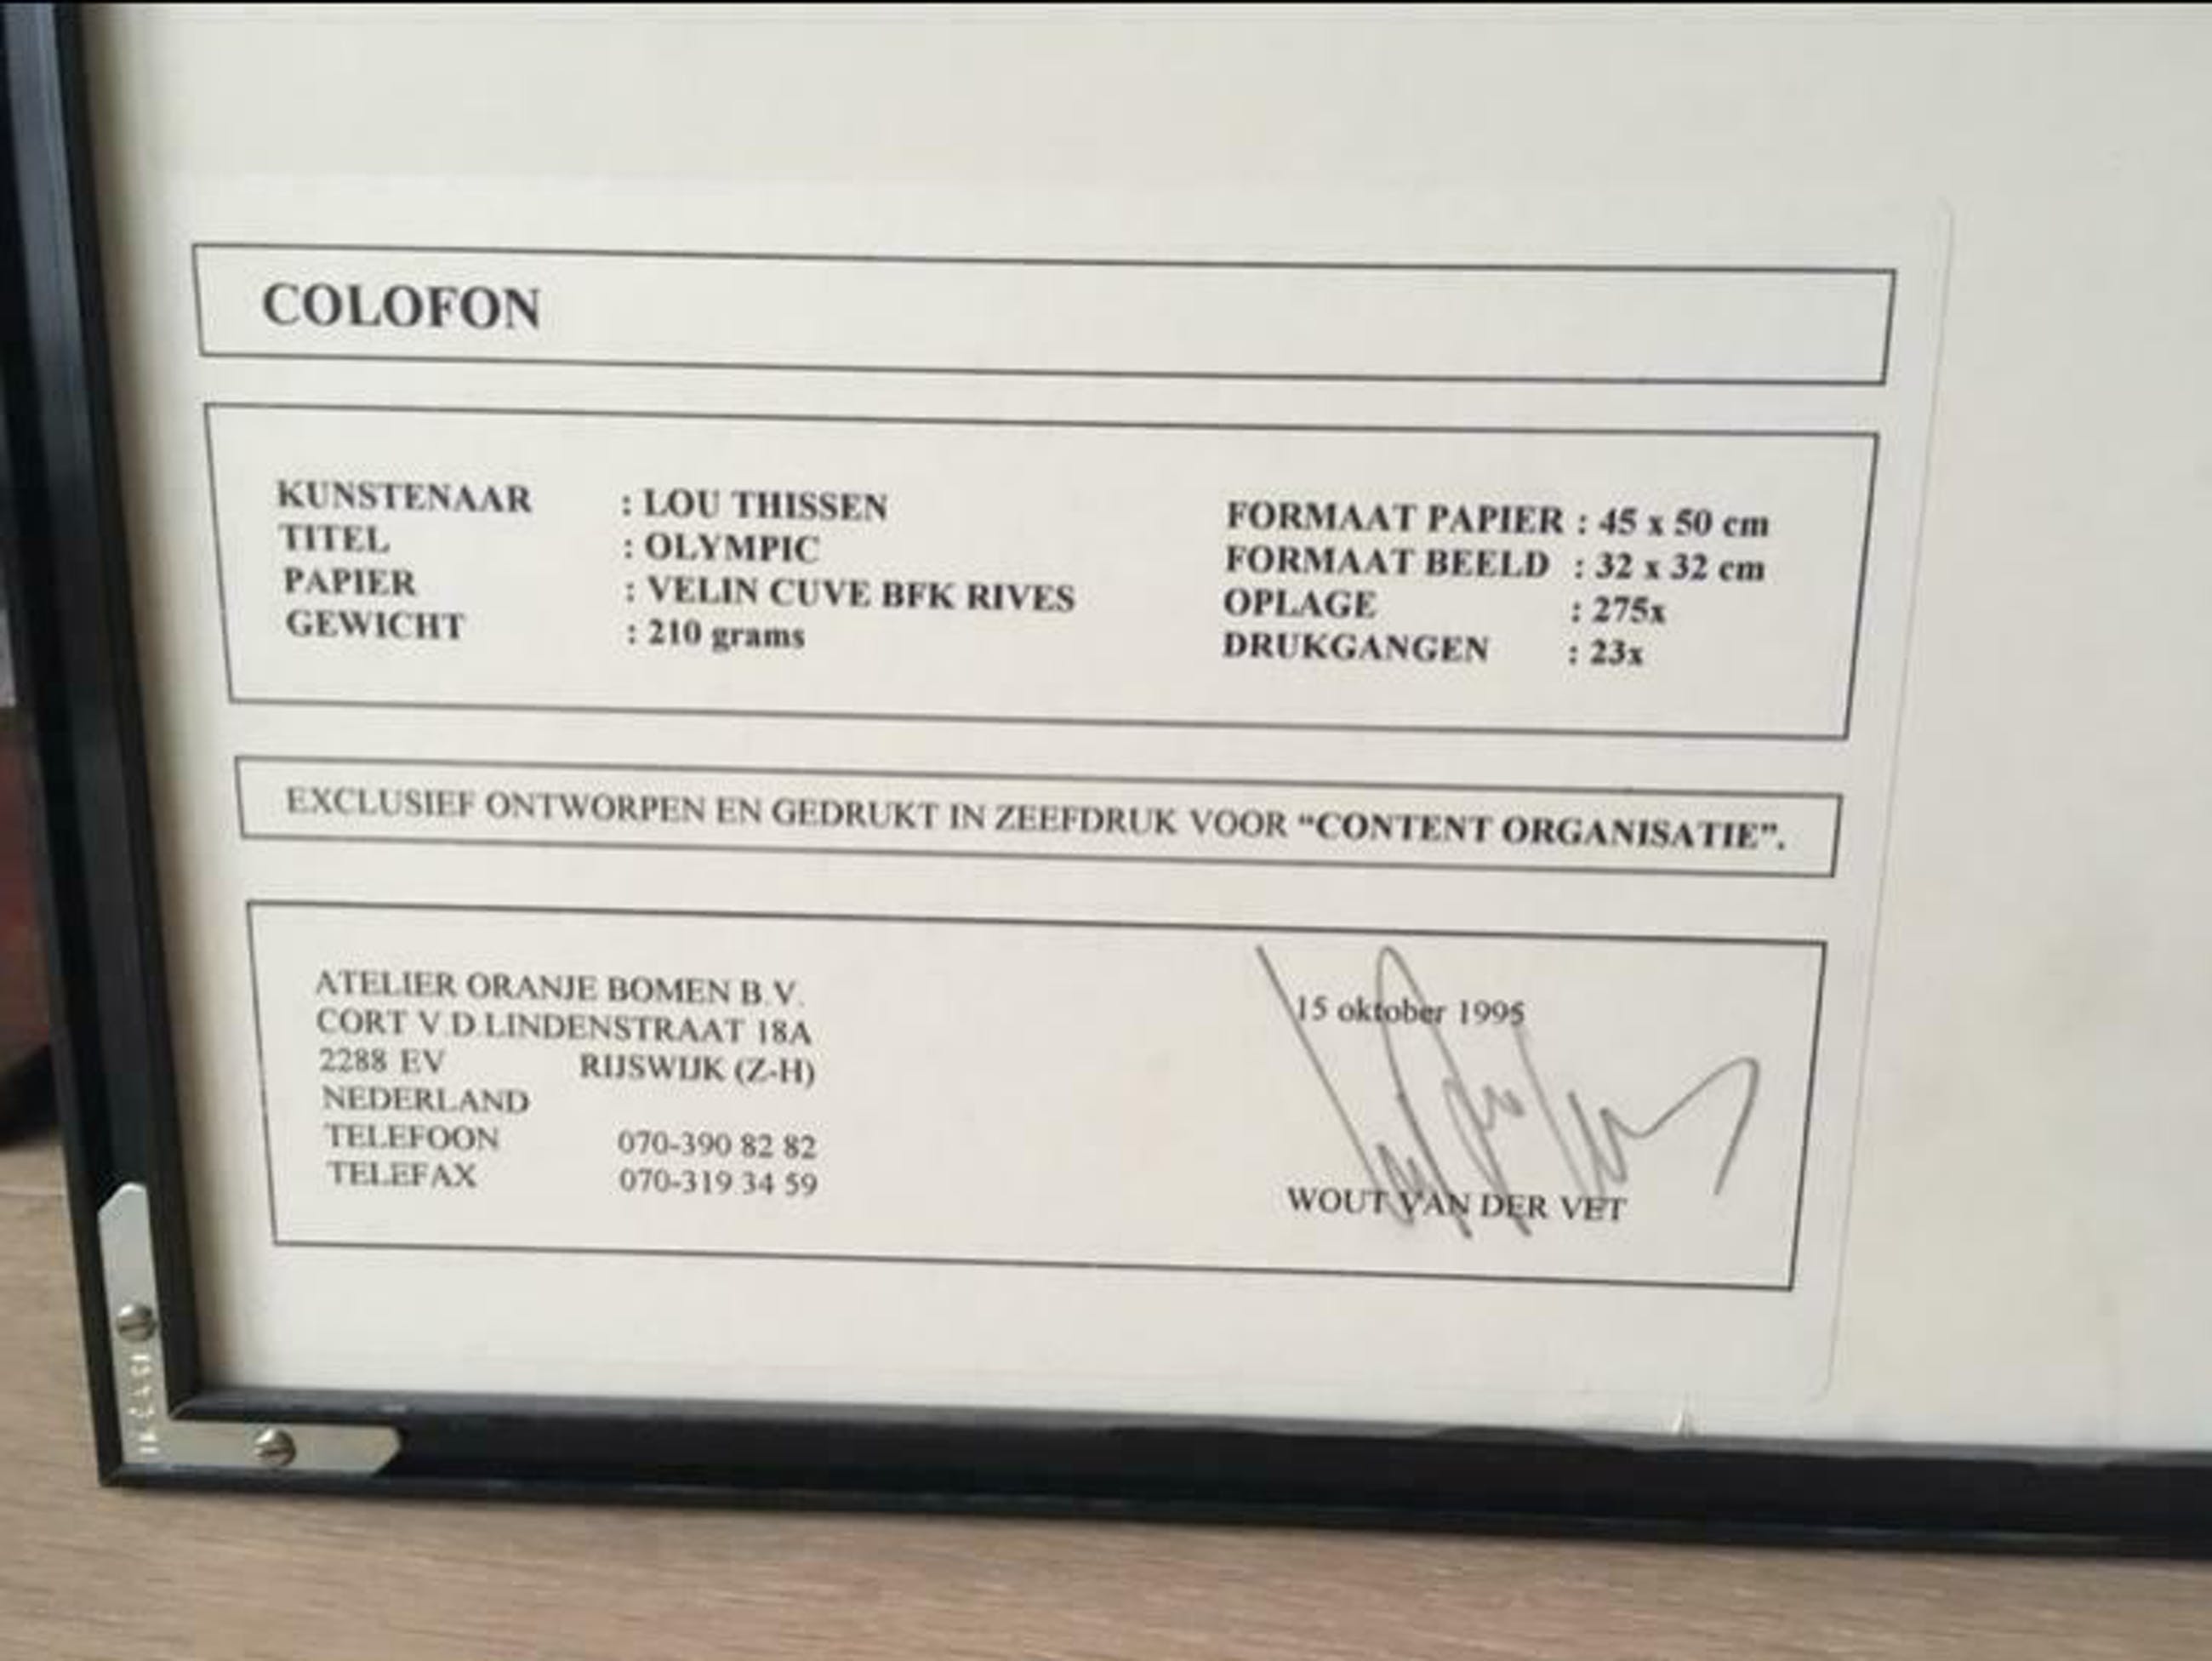 COLOFON
KUNSTENAAR : LOU THISSEN
TITEL : OLYMPIC
PAPIER : VELIN CUVE BFK RIVES
GEWICHT : 210 grams
FORMAAT PAPIER : 45 x 50 cm
FORMAAT BEELD : 32 x 32 cm
OPLAGE : 275x
DRUKGANGEN : 23x
EXCLUSIEF ONTWORPEN EN GEDRUKT IN ZEEFDRUK VOOR “CONTENT ORGANISATIE”.
ATELIER ORANJE BOMEN B.V.
CORT V.D.LINDENSTRAAT 18A
2288 EV RIJSWIJK (Z-H)
NEDERLAND
TELEFOON 070-390 82 82
TELEFAX 070-319 34 59
15 oktober 1995
WOUT VAN DER VET